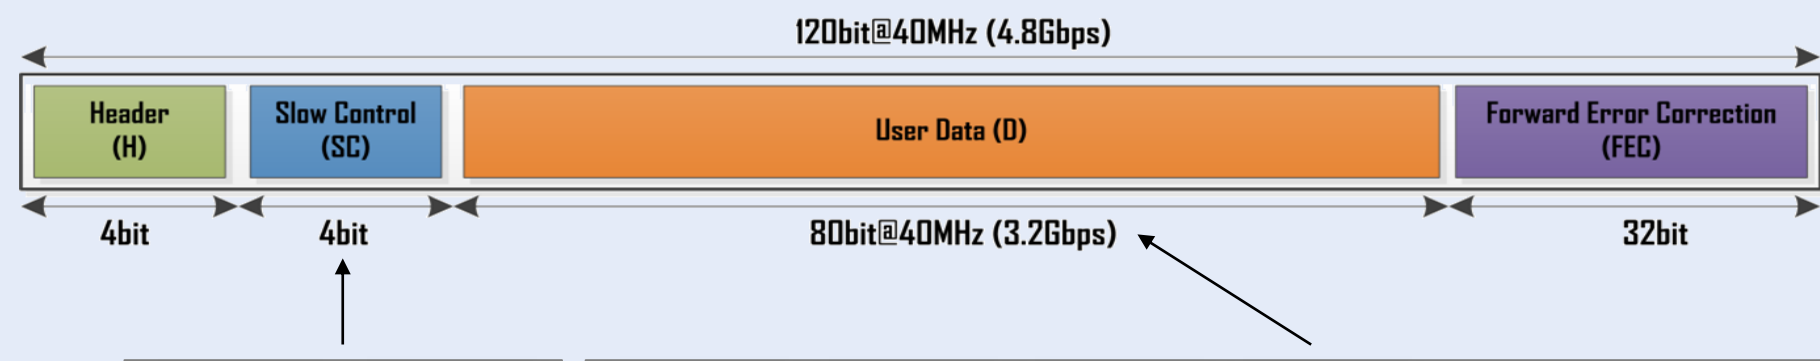 120bit@40MHz (4.8Gbps)
Header
(H)
Slow Control
(SC)
User Data (D)
Forward Error Correction
(FEC)
4bit
4bit
80bit@40MHz (3.2Gbps)
32bit